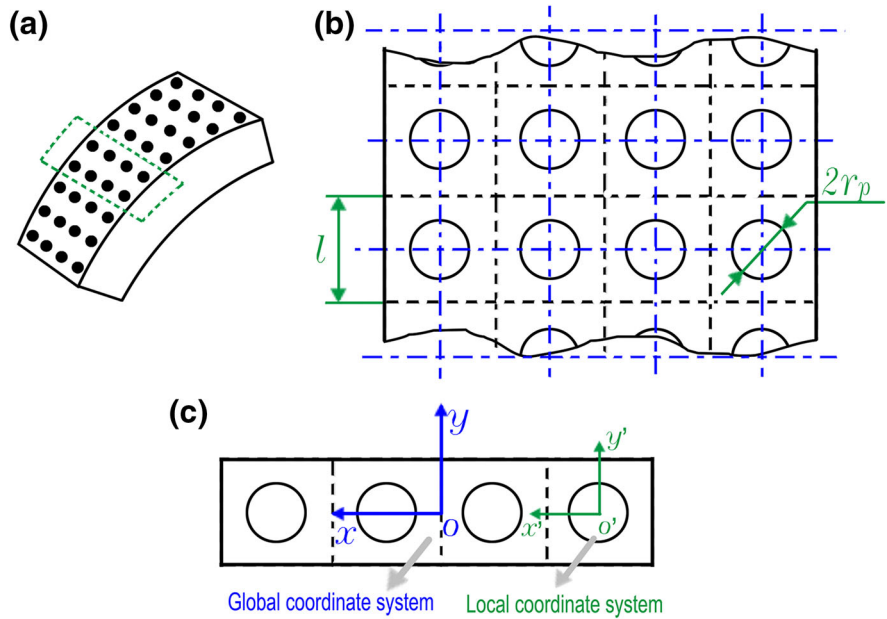 (a)
(b)
2r_p
l
(c)
y
y'
x
o
x'
o'
Global coordinate system
Local coordinate system